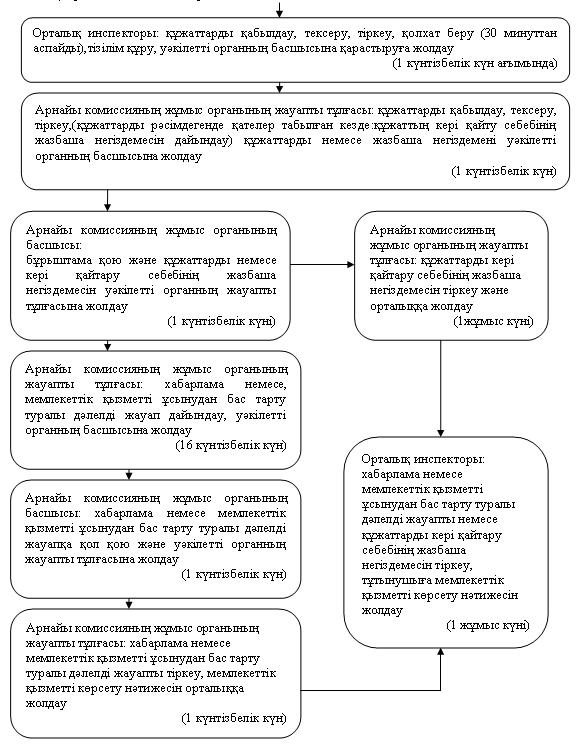 Орталық инспекторы: құжаттарды қабылдау, тексеру, тіркеу, қолхат беру (30 минуттан
аспайды),тізілім құру, уәкілетті органның басшысына қарастыруға жолдау
(1 күнтізбелік күн ағымында)
Арнайы комиссияның жұмыс органының жауапты тұлғасы: құжаттарды қабылдау, тексеру,
тіркеу,(құжаттарды рәсімдегенде қателер табылған кезде:құжаттың кері қайту себебінің
жазбаша негіздемесін дайындау) құжаттарды немесе жазбаша негіздемені уәкілетті
органның басшысына жолдау
(1 күнтізбелік күн)
Арнайы комиссияның жұмыс органының
басшысы:
бұрыштама қою және құжаттарды немесе
кері қайтару себебінің жазбаша
негіздемесін уәкілетті органның жауапты
тұлғасына жолдау
(1 күнтізбелік күні)
Арнайы комиссияның
жұмыс органының жауапты
тұлғасы: құжаттарды кері
қайтару себебінің жазбаша
негіздемесін тіркеу және
орталыққа жолдау
(1жұмыс күні)
Арнайы комиссияның жұмыс органының
жауапты тұлғасы: хабарлама немесе,
мемлекеттік қызметті ұсынудан бас тарту
туралы дәлелді жауап дайындау, уәкілетті
органның басшысына жолдау
(16 күнтізбелік күн)
Арнайы комиссияның жұмыс органының
басшысы: хабарлама немесе мемлекеттік
қызметті ұсынудан бас тарту туралы дәлелді
жауапқа қол қою және уәкілетті органның
жауапты тұлғасына жолдау
(1 күнтізбелік күн)
Орталық инспекторы:
хабарлама немесе
мемлекеттік қызметті
ұсынудан бас тарту туралы
дәлелді жауапты немесе
құжаттарды кері қайтару
себебінің жазбаша
негіздемесін тіркеу,
тұтынушыға мемлекеттік
қызметті көрсету нәтижесін
жолдау
(1 жұмыс күні)
Арнайы комиссияның жұмыс органының
жауапты тұлғасы: хабарлама немесе
мемлекеттік қызметті ұсынудан бас тарту
туралы дәлелді жауапты тіркеу, мемлекеттік
қызметті көрсету нәтижесін орталыққа
жолдау
(1 күнтізбелік күн)